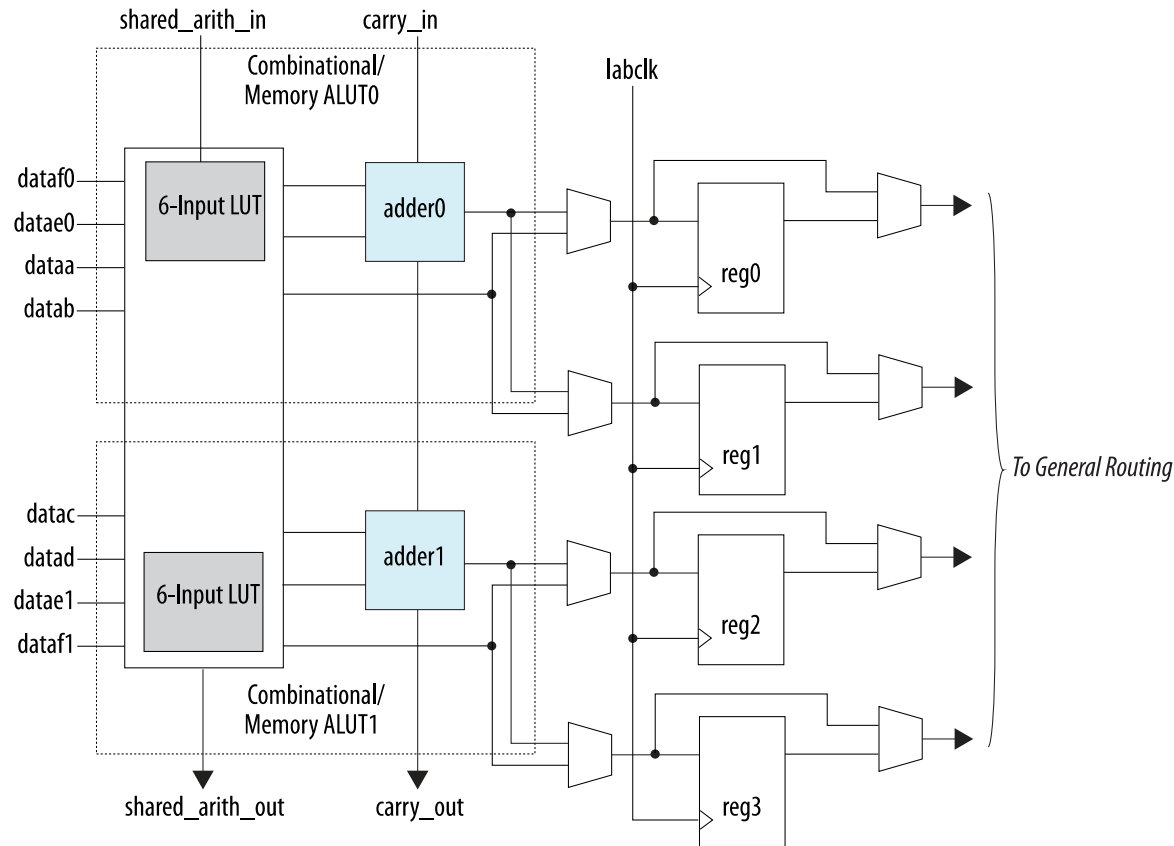 shared_arith_in
carry_in
Combinational/
Memory ALUT0
labclk
dataf0
datae0
dataa
datab
6-Input LUT
adder0
reg0
reg1
To General Routing
datac
datad
datae1
dataf1
6-Input LUT
adder1
reg2
Combinational/
Memory ALUT1
reg3
shared_arith_out
carry_out